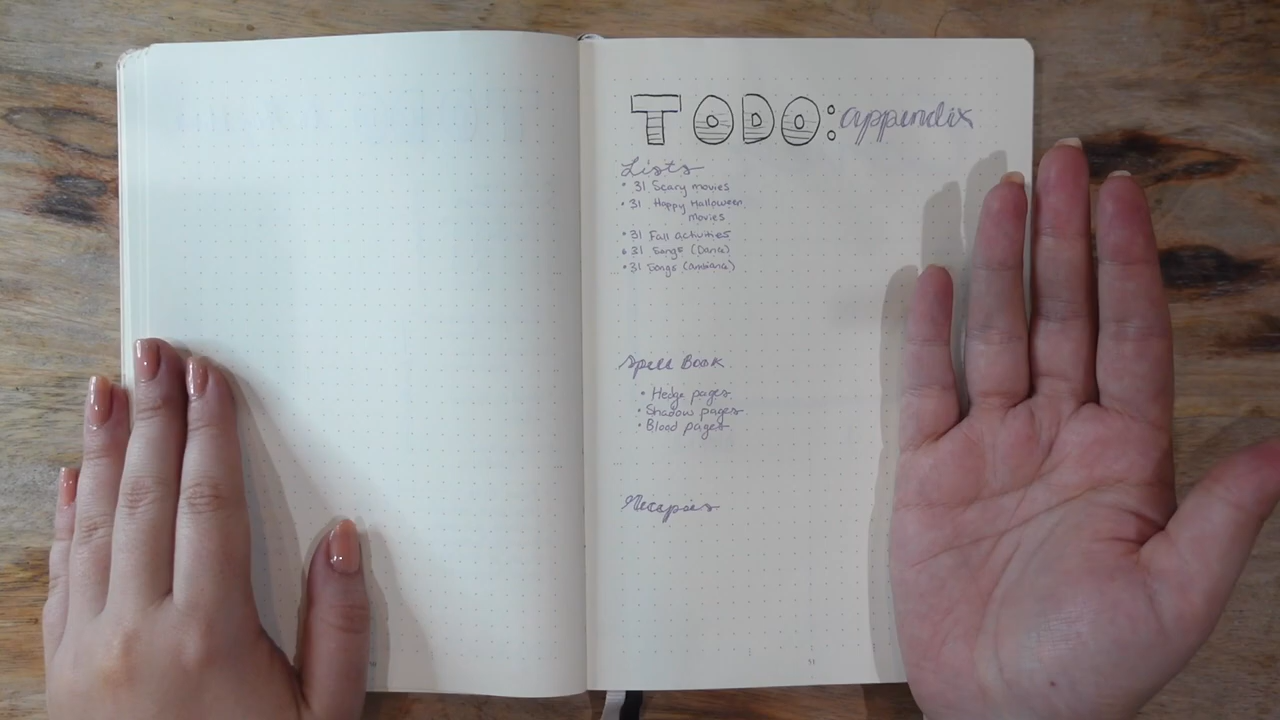 TODO: appendix
Lists
• 31 Scary movies
• 31 Happy Halloween
movies
• 31 Fall activities
• 31 Songs (Dance)
• 31 Songs (ambiance)
Spell Book
• Hedge pages
• Shadow pages
• Blood pages
11